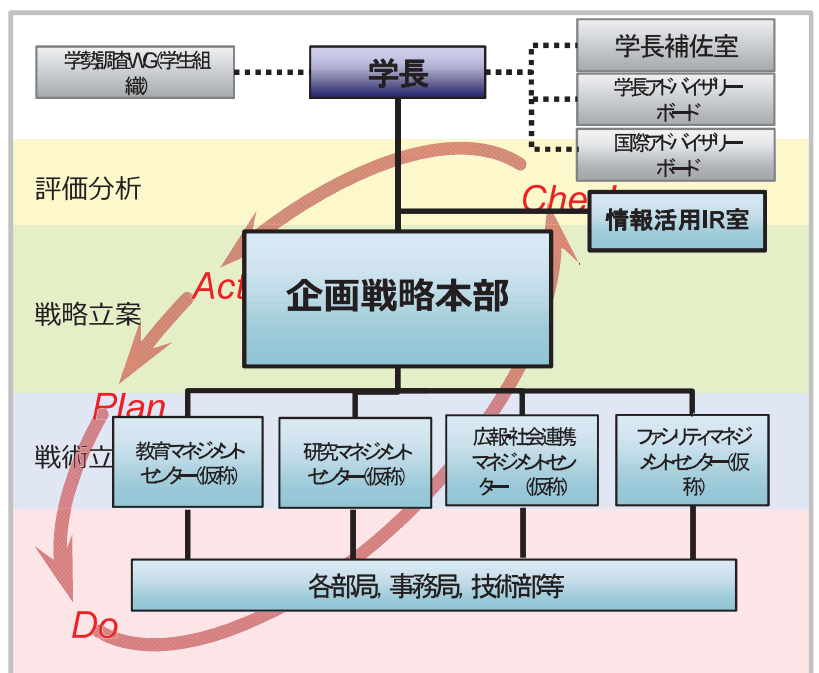 学勢調査WG(学生組
織)
学長
学長補佐室
学長アドバイザリー
ボード
国際アドバイザリー
ボード
評価分析
Check
情報活用IR室
Act
企画戦略本部
戦略立案
Plan
戦術立
教育マネジメント
センター(仮称)
研究マネジメント
センター(仮称)
広報・社会連携
マネジメントセン
ター (仮称)
ファシリティマネジ
メントセンター(仮
称)
各部局, 事務局, 技術部等
Do